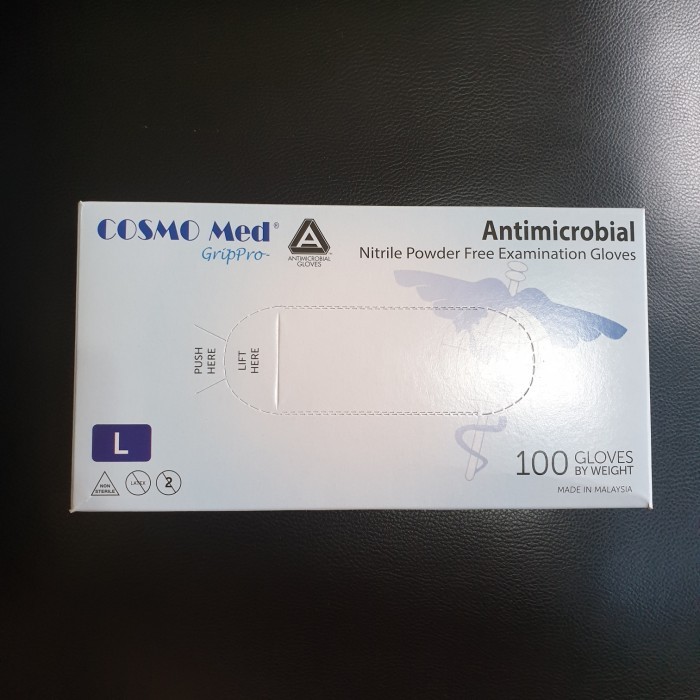 COSMO Med®
GripPro
ANTIMICROBIAL
GLOVES
Antimicrobial
Nitrile Powder Free Examination Gloves
PUSH
HERE
LIFT
HERE
L
NON
STERILE
LATEX
2
100 GLOVES
BY WEIGHT
MADE IN MALAYSIA